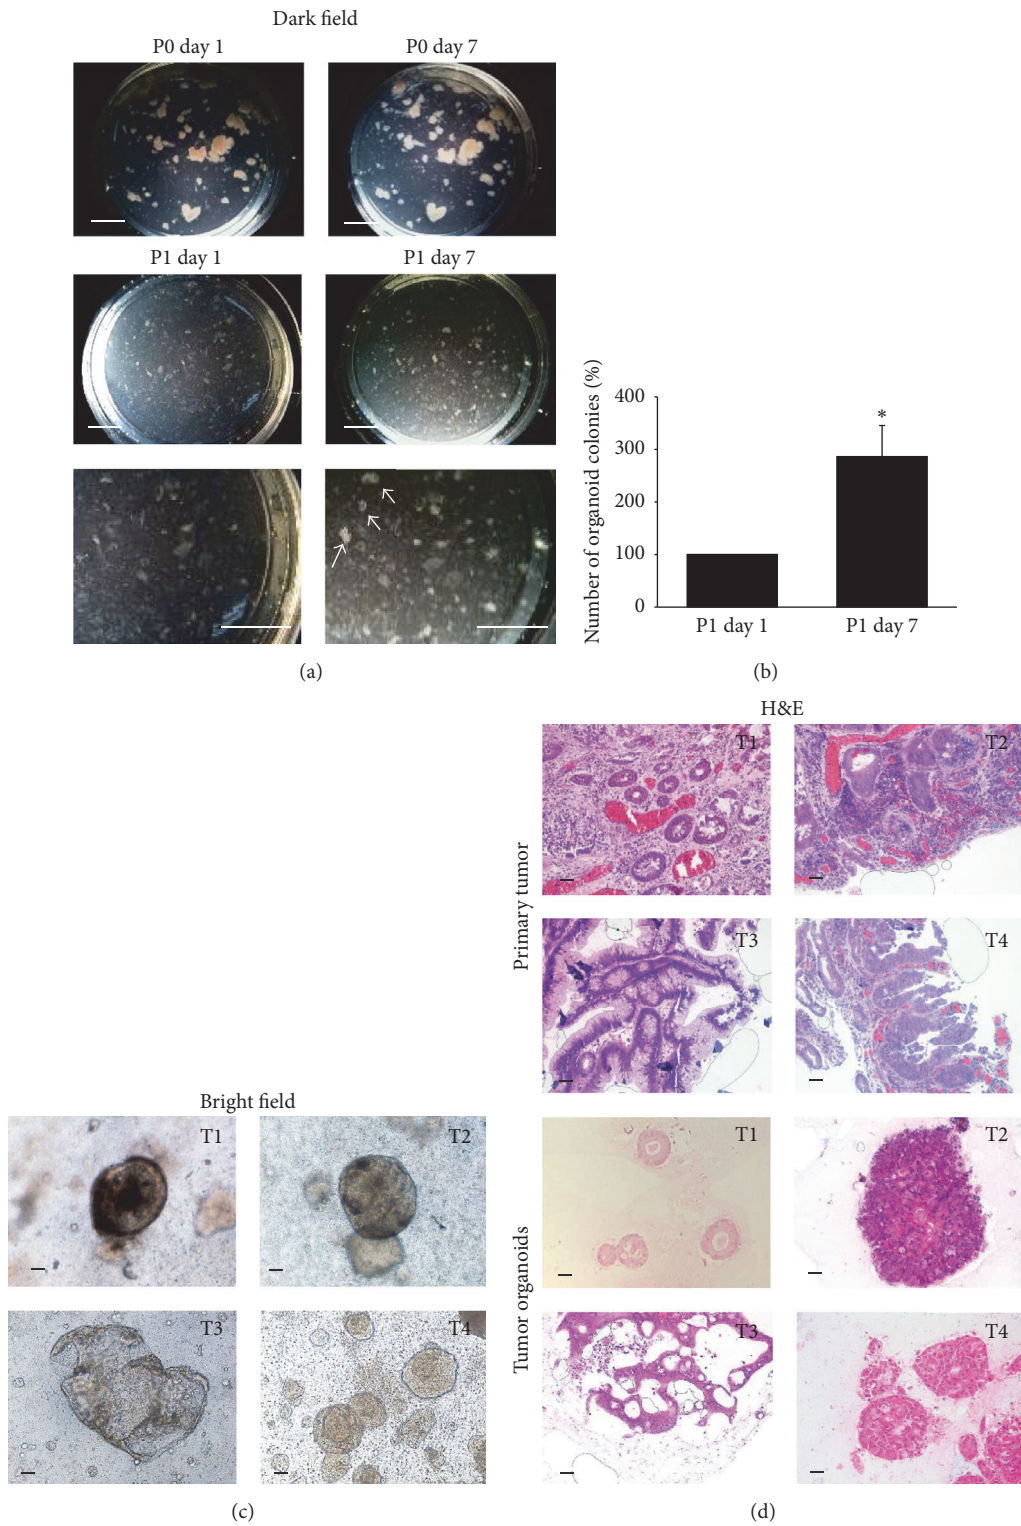 Dark field
P0 day 1
P0 day 7
P1 day 1
P1 day 7
(a)
Number of organoid colonies (%)
400
300
200
100
0
*
P1 day 1
P1 day 7
(b)
Bright field
T1
T2
T3
T4
(c)
H&E
Primary tumor
T1
T2
T3
T4
Tumor organoids
T1
T2
T3
T4
(d)